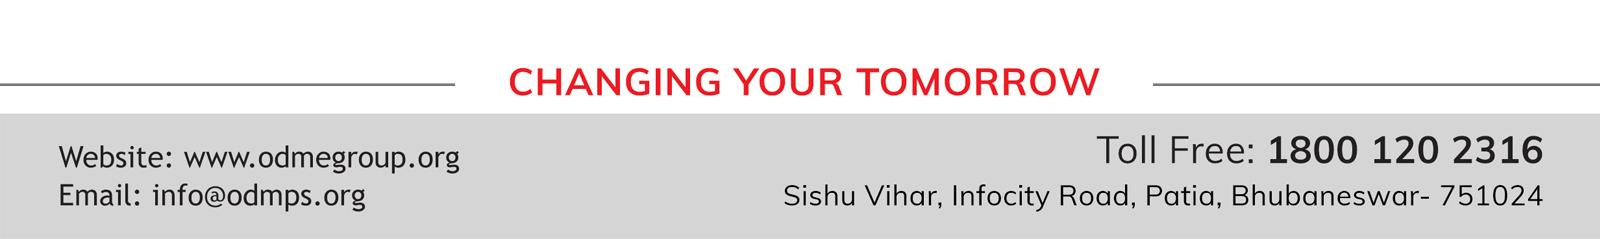 CHANGING YOUR TOMORROW
Website: www.odmegroup.org
Email: info@odmps.org
Toll Free: 1800 120 2316
Sishu Vihar, Infocity Road, Patia, Bhubaneswar- 751024